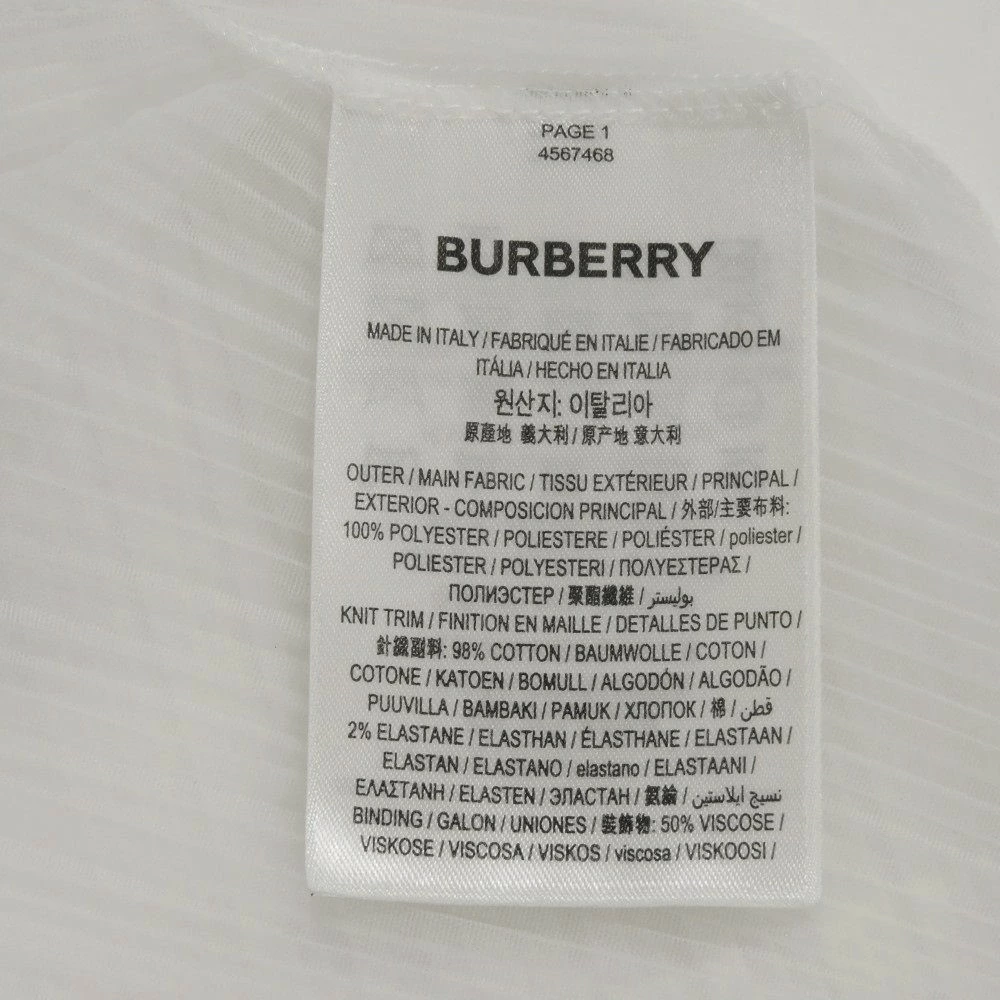 PAGE 1
4567468
BURBERRY
MADE IN ITALY / FABRIQUÉ EN ITALIE / FABRICADO EM
ITÁLIA / HECHO EN ITALIA
원산지: 이탈리아
原產地 義大利 / 原产地 意大利
OUTER / MAIN FABRIC / TISSU EXTÉRIEUR / PRINCIPAL /
EXTERIOR - COMPOSICION PRINCIPAL / 外部/主要布料:
100% POLYESTER / POLIESTERE / POLIÉSTER / poliester /
POLIESTER / POLYESTERI / ΠΟΛΥΕΣΤΕΡΑΣ /
ПОЛИЭСТЕР / 聚酯纖維 / بوليستر
KNIT TRIM / FINITION EN MAILLE / DETALLES DE PUNTO /
針織副料: 98% COTTON / BAUMWOLLE / COTON /
COTONE / KATOEN / BOMULL / ALGODÓN / ALGODÃO /
PUUVILLA / BAMBAKI / PAMUK / ХЛОПОК / 棉 / قطن /
2% ELASTANE / ELASTHAN / ÉLASTHANE / ELASTAAN /
ELASTAN / ELASTANO / elastano / ELASTAANI /
ΕΛΑΣΤΑΝΗ / ELASTEN / ЭЛАСТАН / 氨綸 / نسيج ايلاستين
BINDING / GALON / UNIONES / 裝飾物: 50% VISCOSE /
VISKOSE / VISCOSA / VISKOS / viscosa / VISKOOSI /